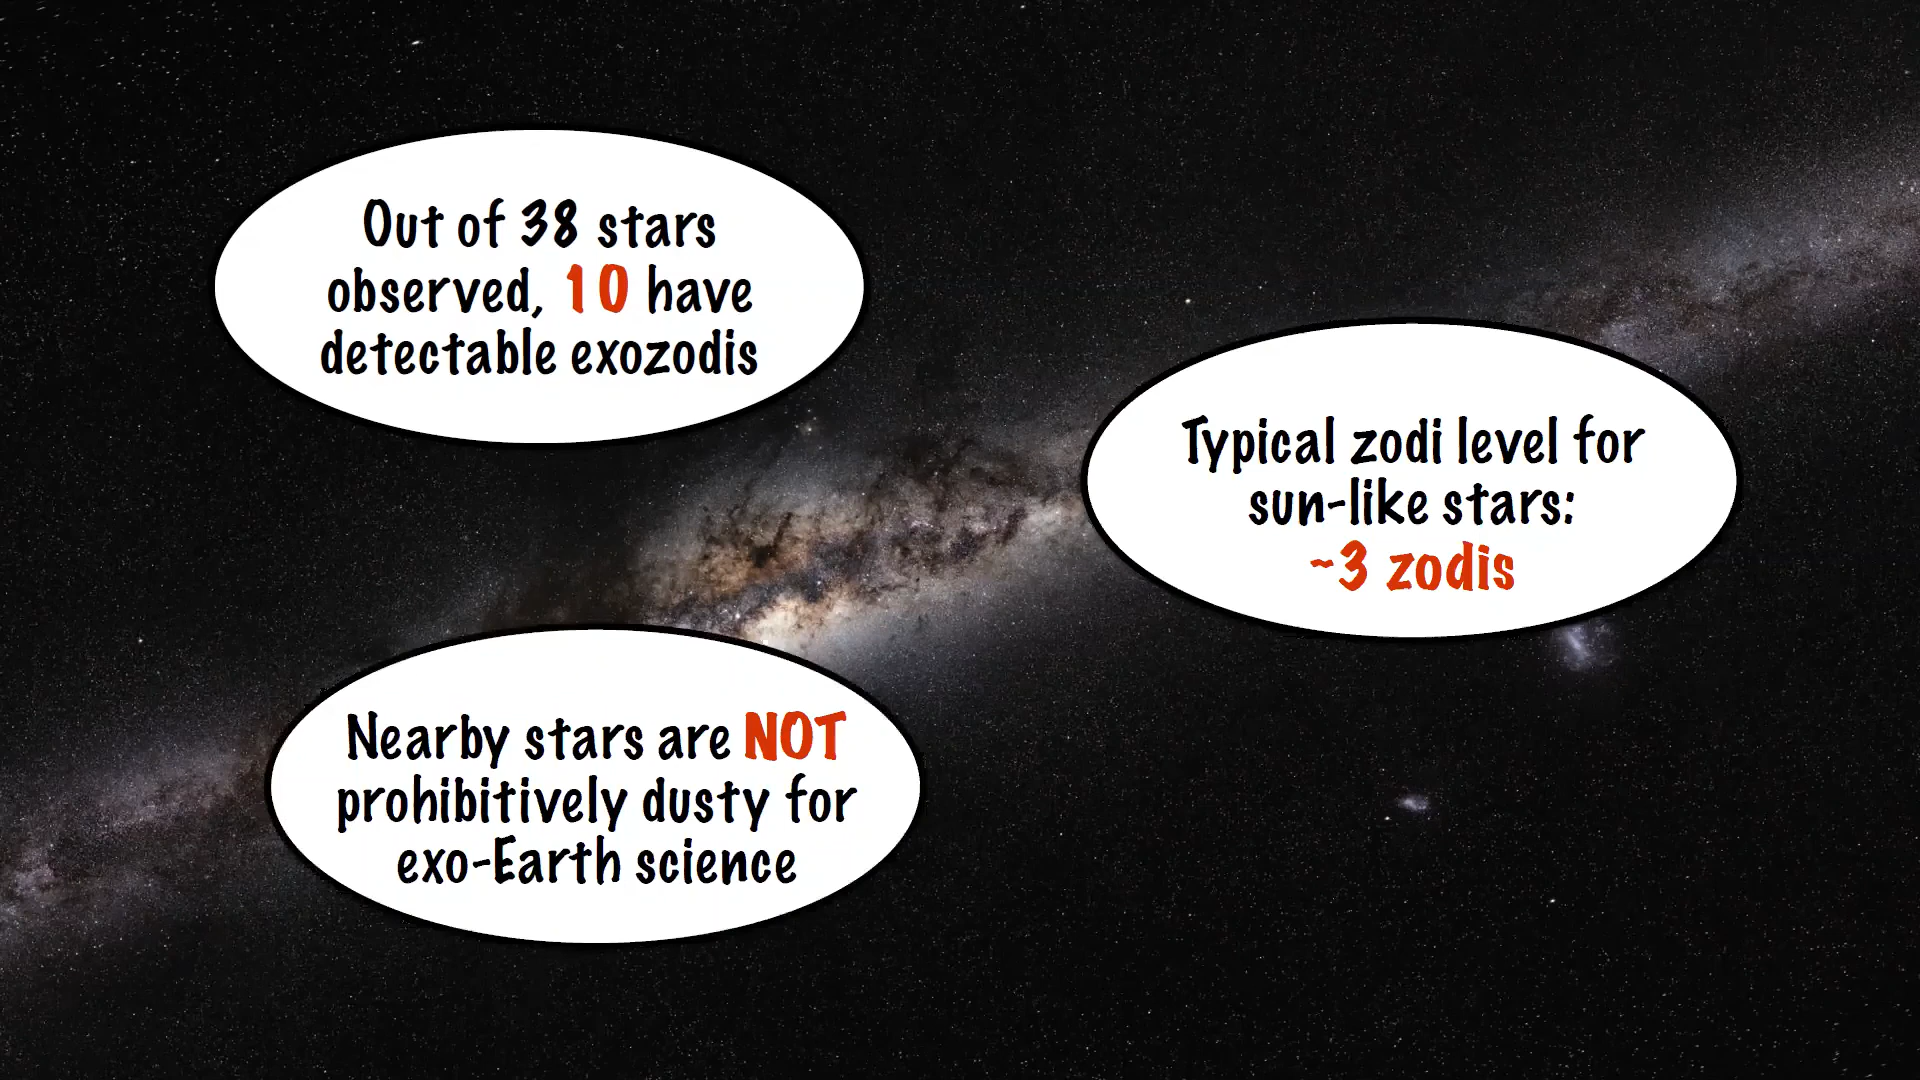 Out of 38 stars
observed, 10 have
detectable exozodis
Typical zodi level for
sun-like stars:
~3 zodis
Nearby stars are NOT
prohibitively dusty for
exo-Earth science